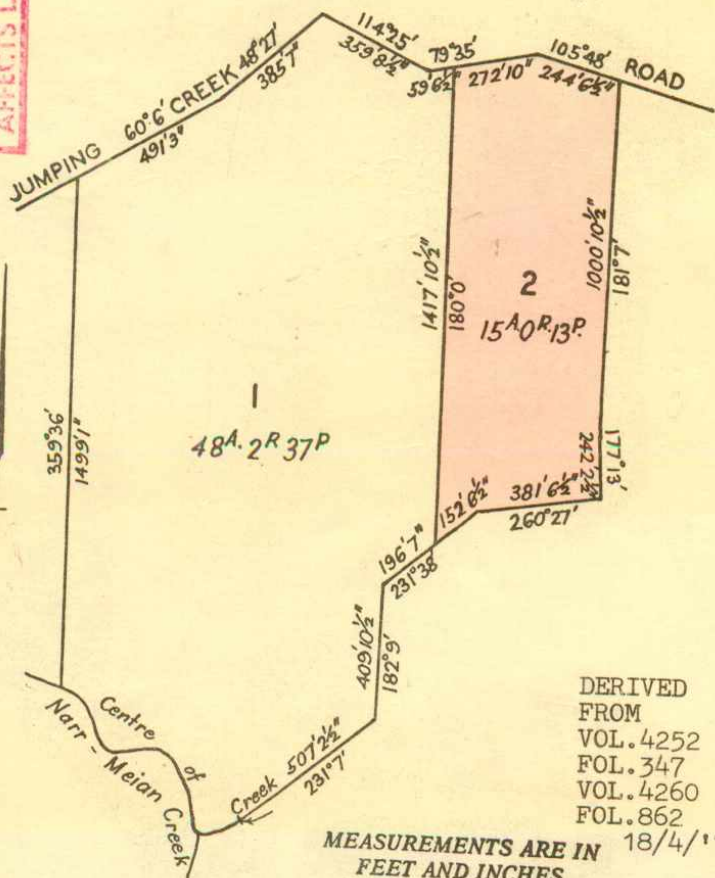 AFFECTS L
114°25'
359'8½"
79°35'
59'6½"
272'10"
105°48'
244'6½"
ROAD
JUMPING
60°6'
CREEK
48°27'
385'7"
491'3"
1417'10½"
180°0'
2
15A.0R.13P.
1000'10½"
181°7'
1
48A.2R37P
359°36'
1499'1"
177°13'
242'2½"
381'6½"
260°27'
152'6½"
196'7"
231°38'
409'10½"
182°9'
507'2½"
231°7'
Centre of
Narr-Meian Creek
Creek
DERIVED
FROM
VOL.4252
FOL.347
VOL.4260
FOL.862
18/4/'
MEASUREMENTS ARE IN
FEET AND INCHES